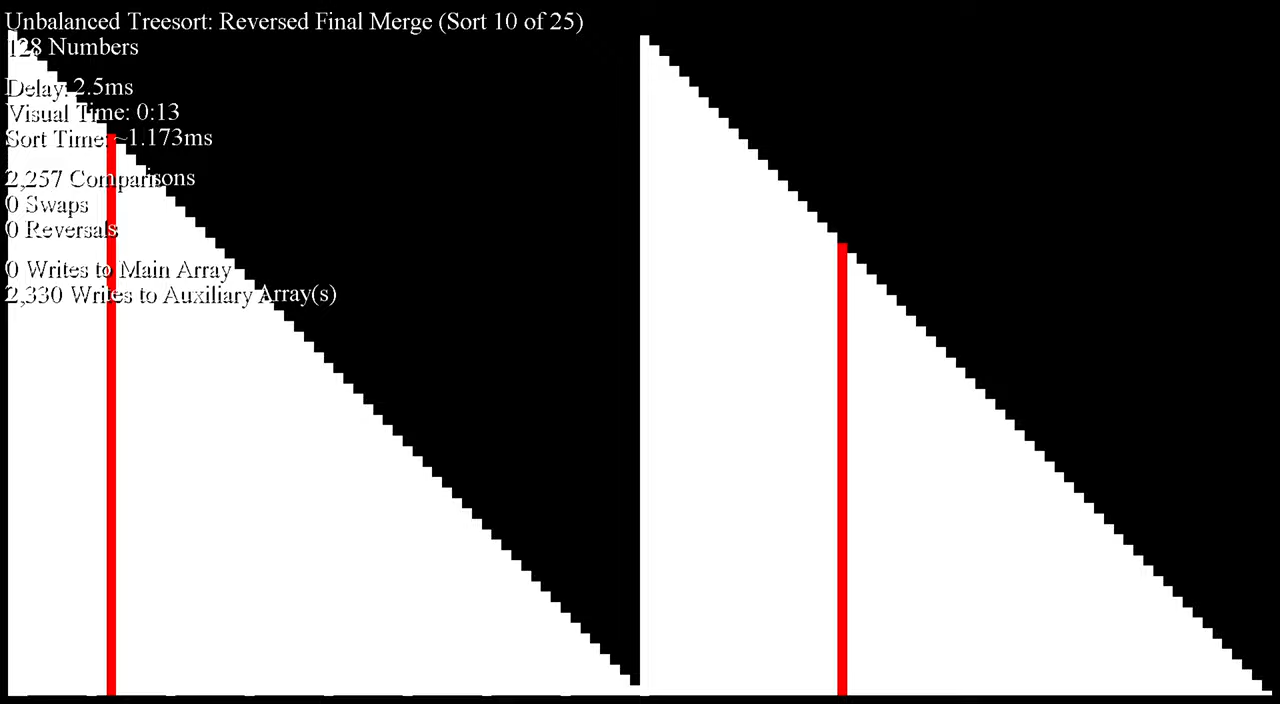 Unbalanced Treesort: Reversed Final Merge (Sort 10 of 25)
128 Numbers
Delay: 2.5ms
Visual Time: 0:13
Sort Time: ~1.173ms
2,257 Comparisons
0 Swaps
0 Reversals
0 Writes to Main Array
2,330 Writes to Auxiliary Array(s)